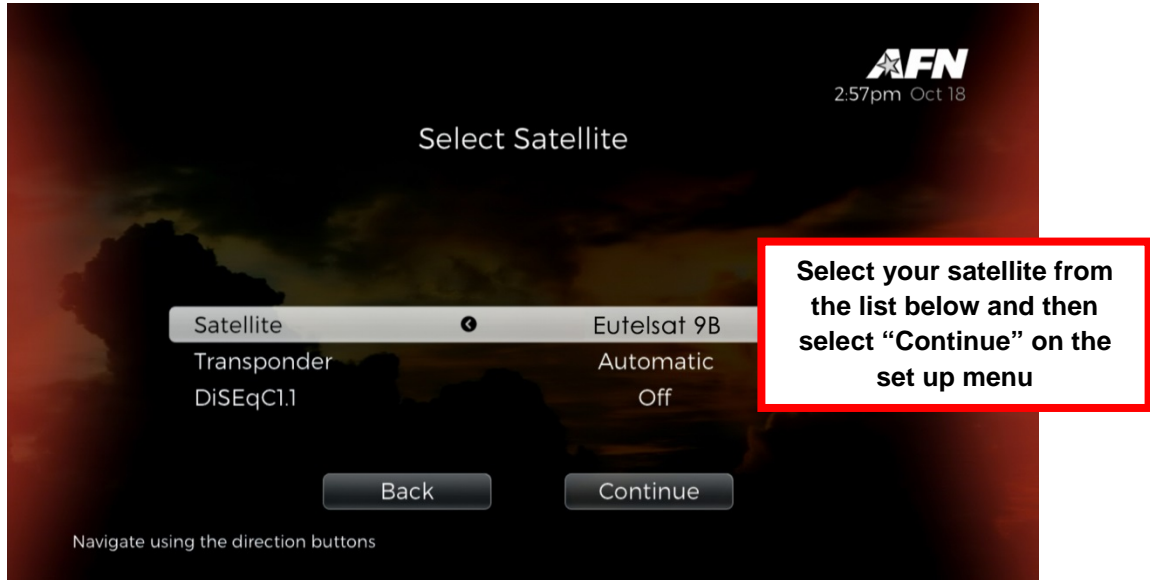 AFN
2:57pm Oct 18
Select Satellite
Select your satellite from
the list below and then
select “Continue” on the
set up menu
Satellite Eutelsat 9B
Transponder Automatic
DiSEqC1.1 Off
Back Continue
Navigate using the direction buttons